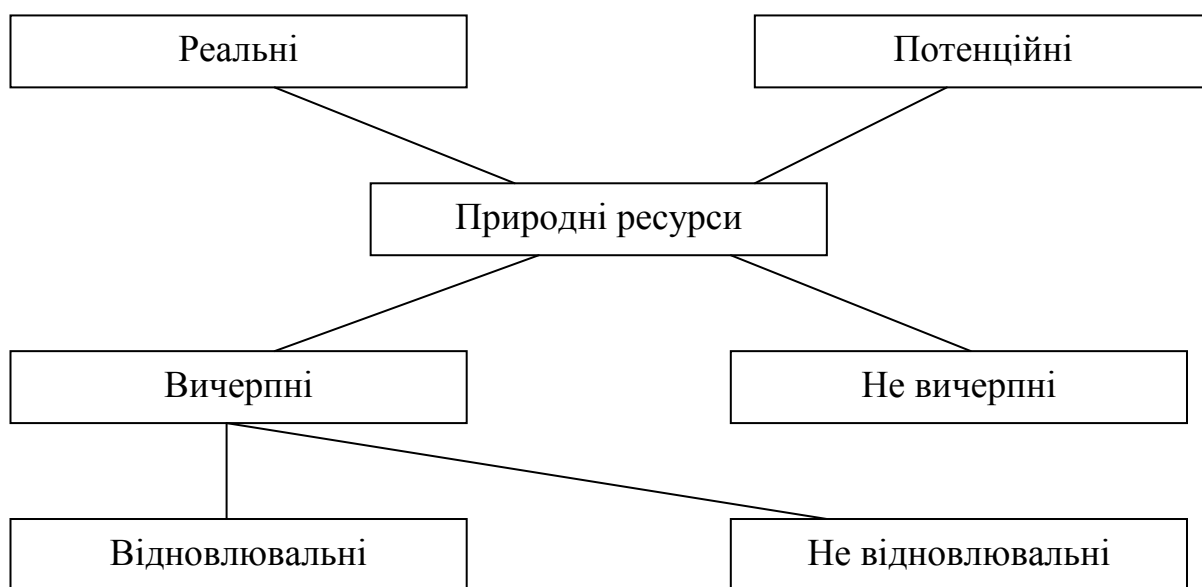 Реальні
Потенційні
Природні ресурси
Вичерпні
Не вичерпні
Відновлювальні
Не відновлювальні